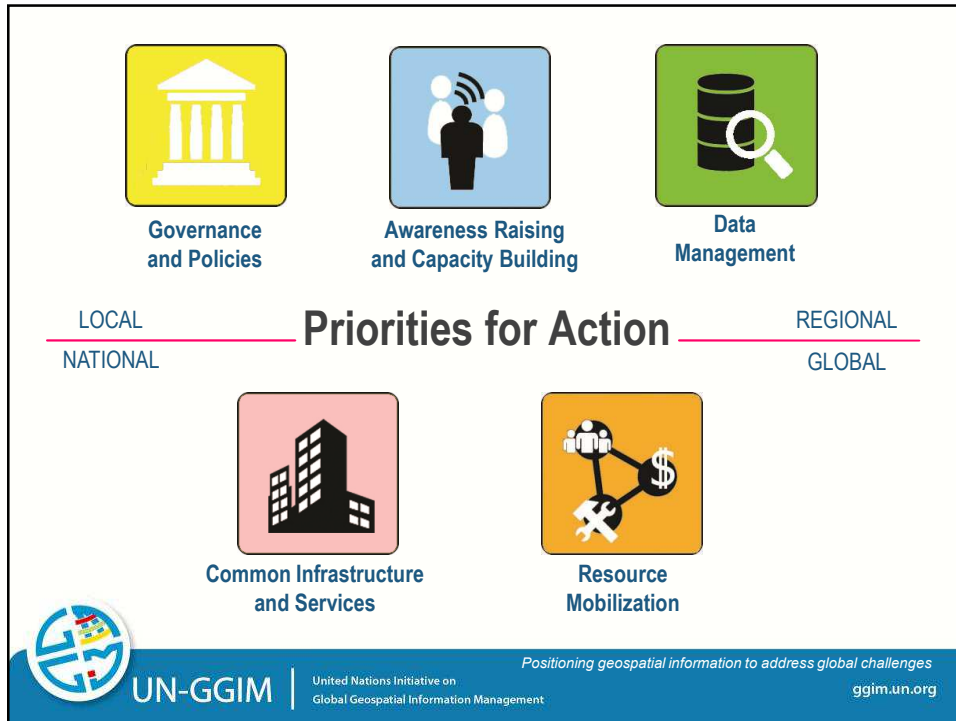 Governance
and Policies
Awareness Raising
and Capacity Building
Data
Management
LOCAL
Priorities for Action
REGIONAL
NATIONAL
GLOBAL
$
Common Infrastructure
and Services
Resource
Mobilization
Positioning geospatial information to address global challenges
UN-GGIM
United Nations Initiative on
Global Geospatial Information Management
ggim.un.org